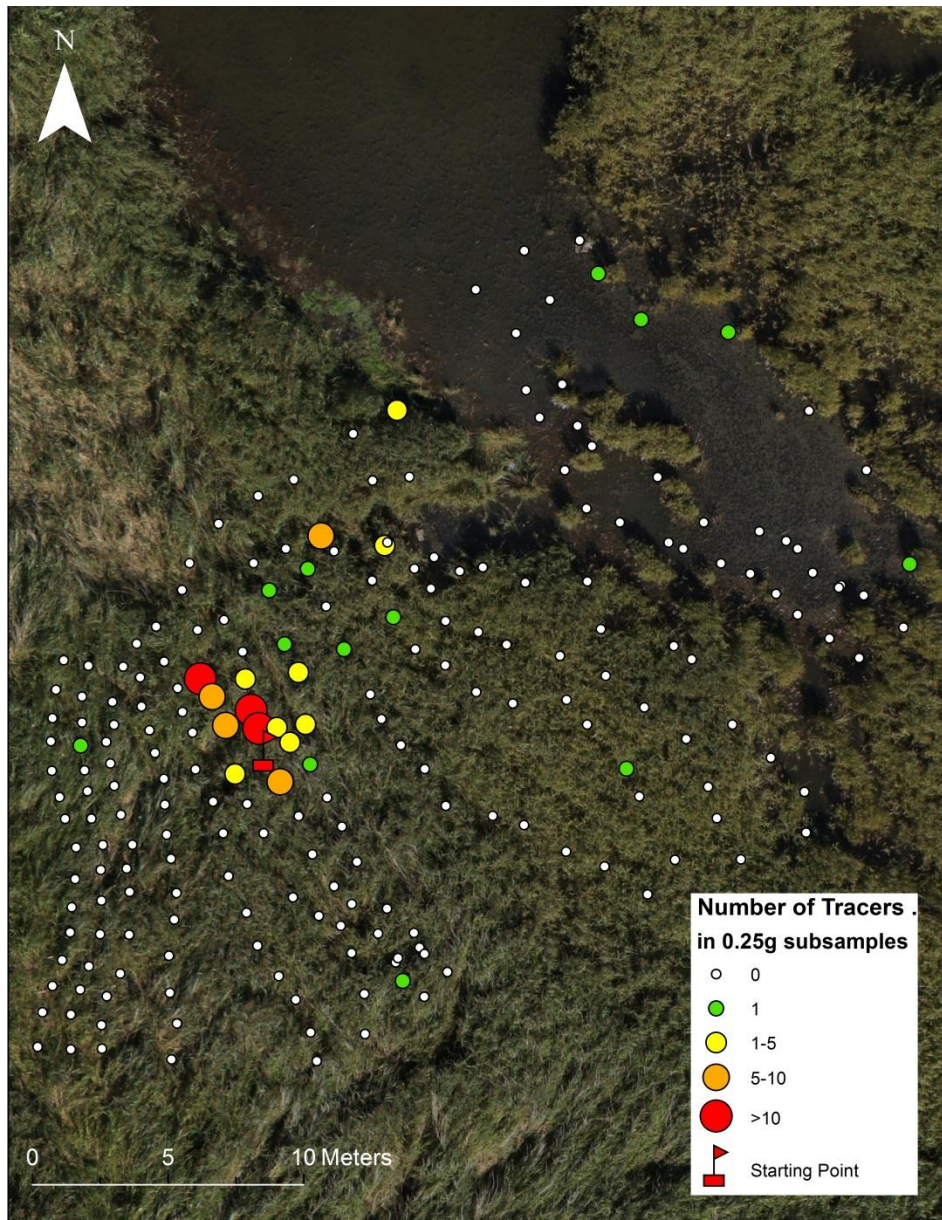 N
Number of Tracers .
in 0.25g subsamples
0
1
1-5
5-10
>10
Starting Point
0 5 10 Meters